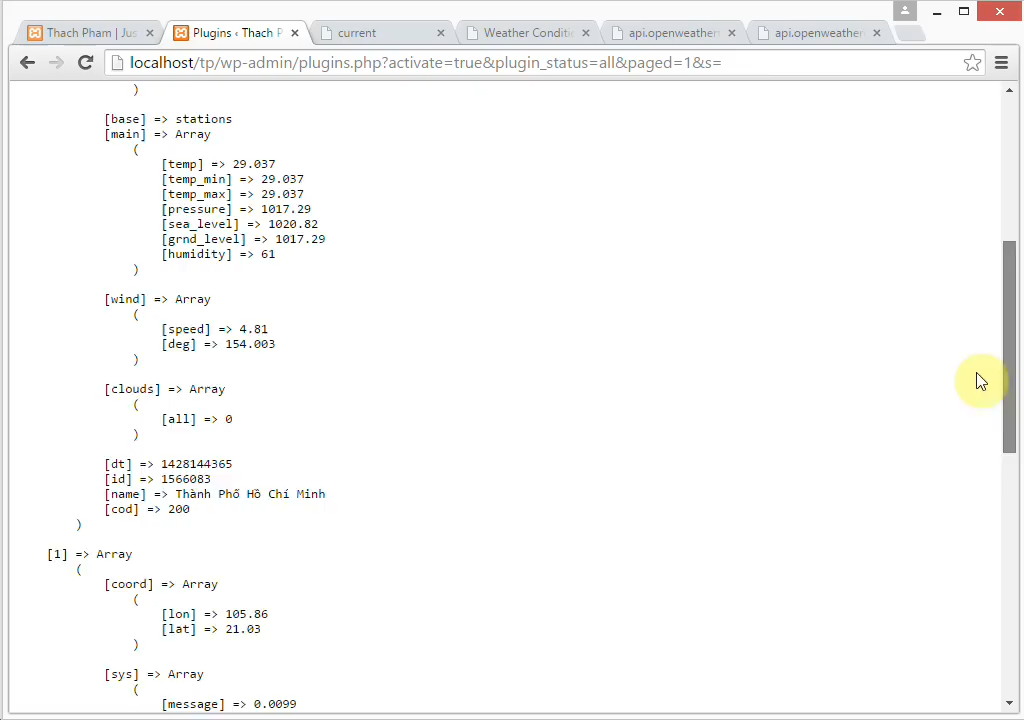 Thach Pham | Jus
Plugins ‹ Thach P
current
Weather Conditi
api.openweather
api.openweather
localhost/tp/wp-admin/plugins.php?activate=true&plugin_status=all&paged=1&s=
)
[base] => stations
[main] => Array
(
[temp] => 29.037
[temp_min] => 29.037
[temp_max] => 29.037
[pressure] => 1017.29
[sea_level] => 1020.82
[grnd_level] => 1017.29
[humidity] => 61
)
[wind] => Array
(
[speed] => 4.81
[deg] => 154.003
)
[clouds] => Array
(
[all] => 0
)
[dt] => 1428144365
[id] => 1566083
[name] => Thành Phố Hồ Chí Minh
[cod] => 200
)
[1] => Array
(
[coord] => Array
(
[lon] => 105.86
[lat] => 21.03
)
[sys] => Array
(
[message] => 0.0099